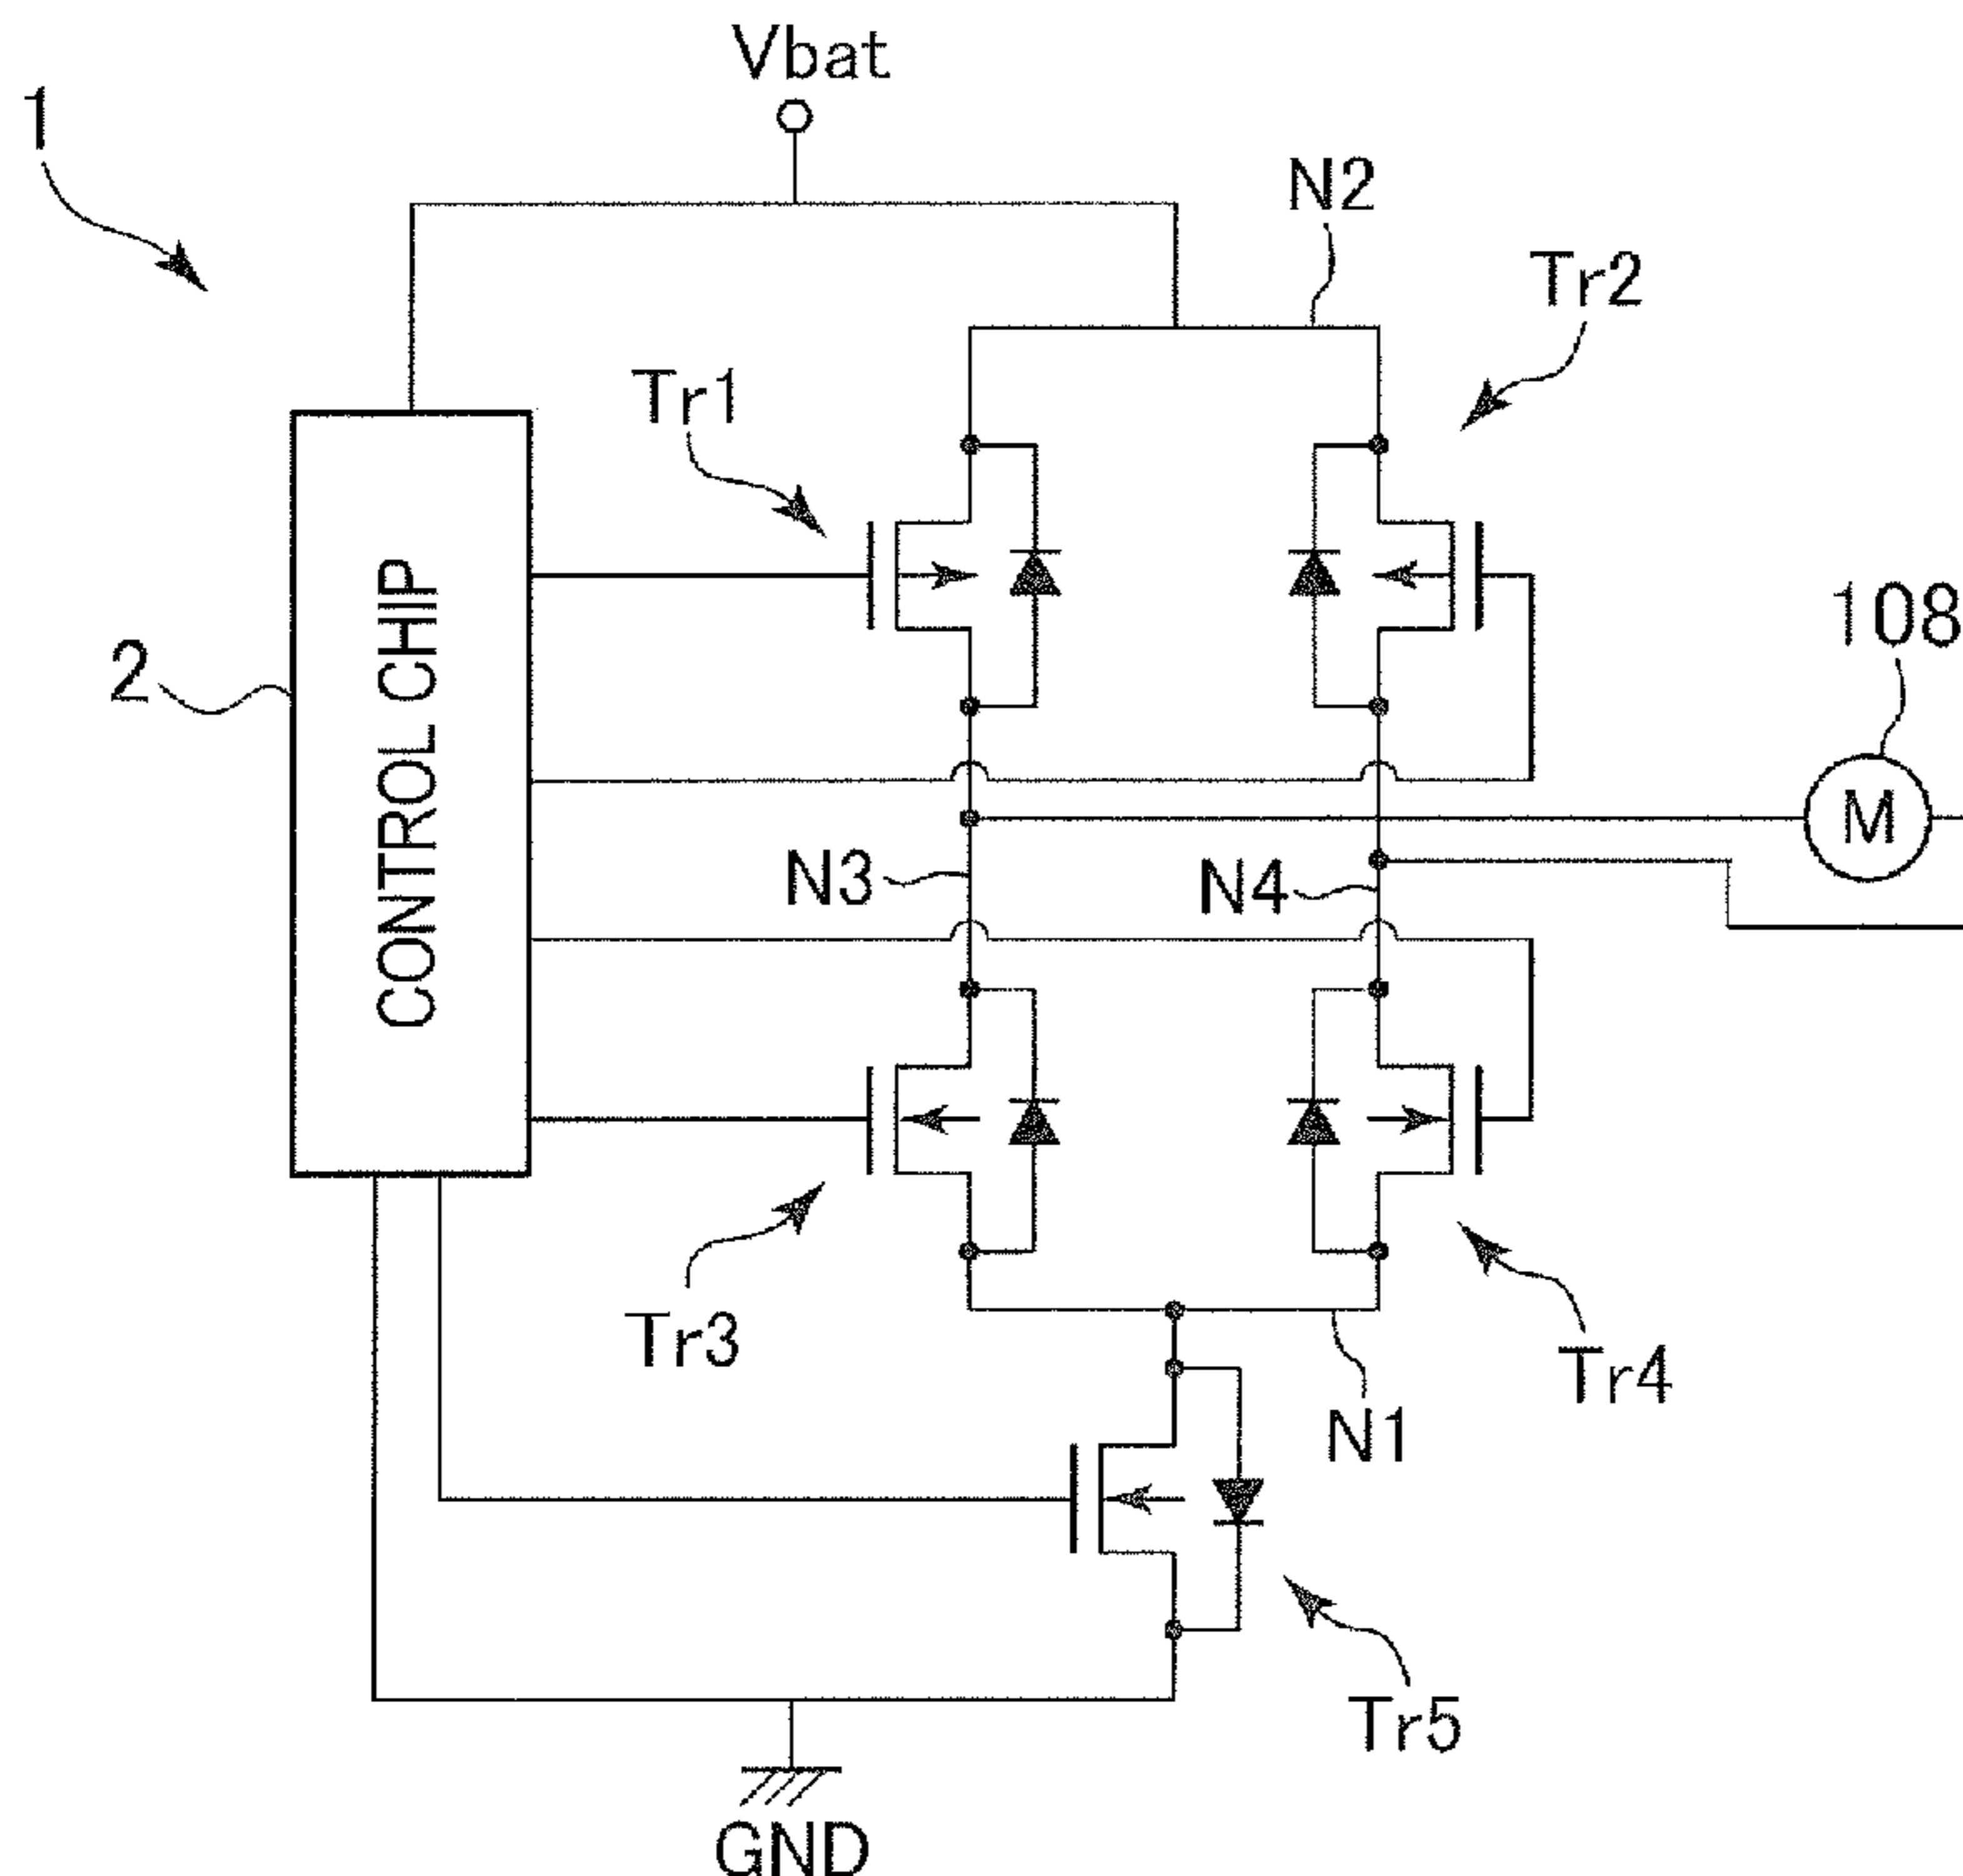 Vbat
1
N2
Tr2
Tr1
108
CONTROL CHIP
2
M
N3
N4
Tr3
Tr4
N1
Tr5
GND